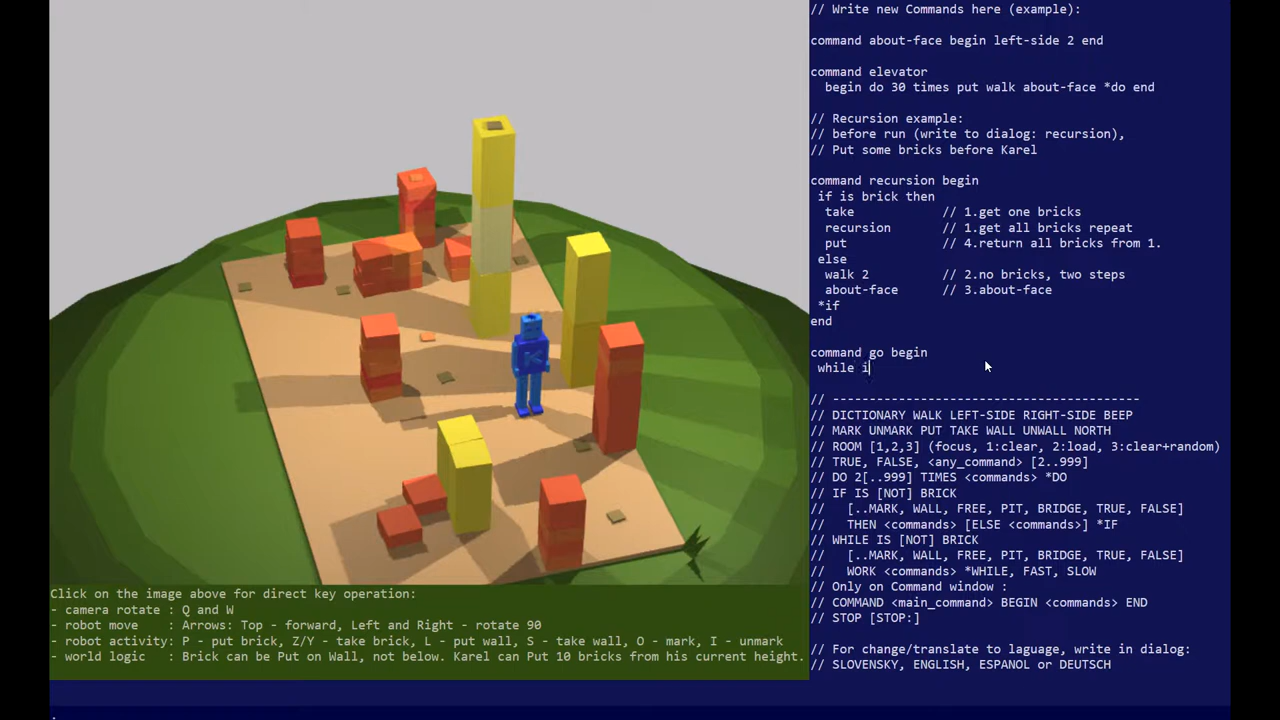 // Write new Commands here (example):
command about-face begin left-side 2 end
command elevator
begin do 30 times put walk about-face *do end
// Recursion example:
// before run (write to dialog: recursion),
// Put some bricks before Karel
command recursion begin
if is brick then
take // 1.get one bricks
recursion // 1.get all bricks repeat
put // 4.return all bricks from 1.
else
walk 2 // 2.no bricks, two steps
about-face // 3.about-face
*if
end
command go begin
while i
// ------------------------------------------
// DICTIONARY WALK LEFT-SIDE RIGHT-SIDE BEEP
// MARK UNMARK PUT TAKE WALL UNWALL NORTH
// ROOM [1,2,3] (focus, 1:clear, 2:load, 3:clear+random)
// TRUE, FALSE, <any_command> [2..999]
// DO 2[..999] TIMES <commands> *DO
// IF IS [NOT] BRICK
// [..MARK, WALL, FREE, PIT, BRIDGE, TRUE, FALSE]
// THEN <commands> [ELSE <commands>] *IF
// WHILE IS [NOT] BRICK
// [..MARK, WALL, FREE, PIT, BRIDGE, TRUE, FALSE]
// WORK <commands> *WHILE, FAST, SLOW
// Only on Command window :
// COMMAND <main_command> BEGIN <commands> END
// STOP [STOP:]
// For change/translate to laguage, write in dialog:
// SLOVENSKY, ENGLISH, ESPANOL or DEUTSCH
K
Click on the image above for direct key operation:
- camera rotate : Q and W
- robot move : Arrows: Top - forward, Left and Right - rotate 90
- robot activity: P - put brick, Z/Y - take brick, L - put wall, S - take wall, O - mark, I - unmark
- world logic : Brick can be Put on Wall, not below. Karel can Put 10 bricks from his current height.